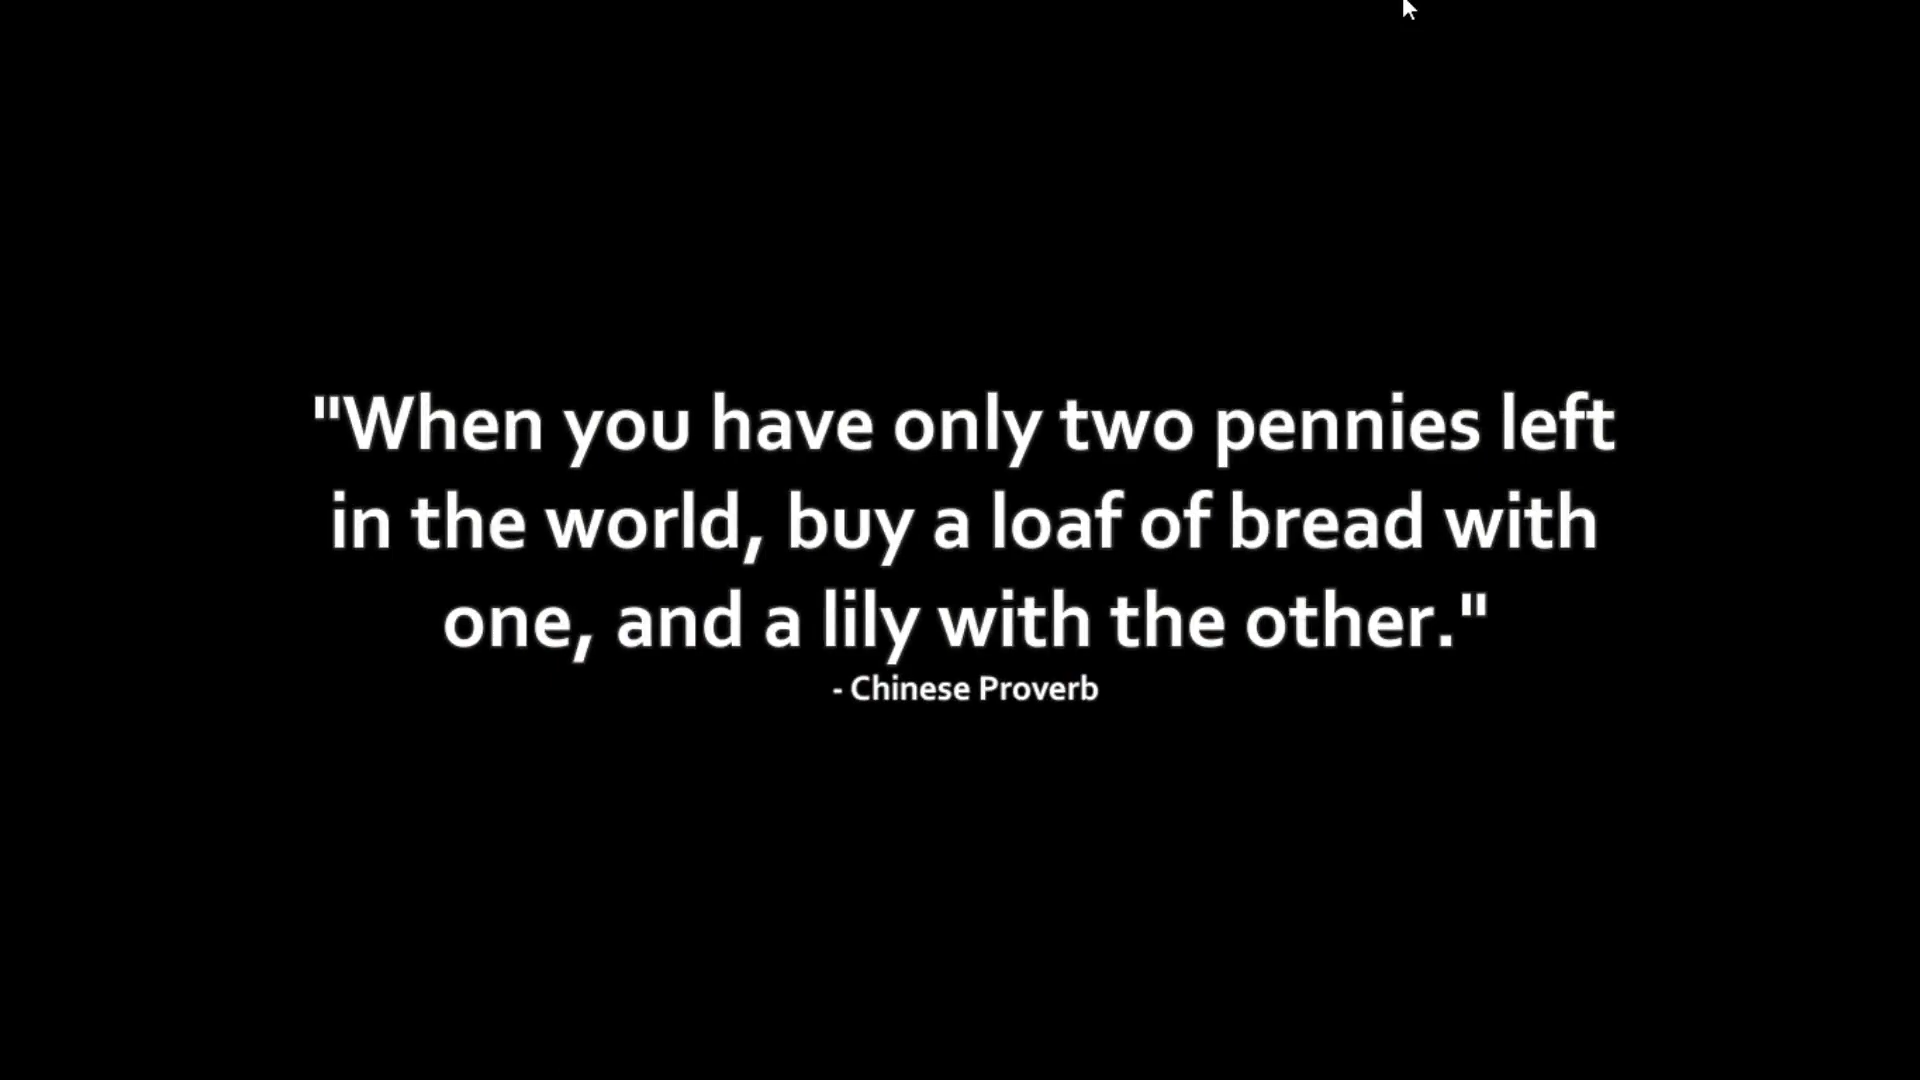 "When you have only two pennies left
in the world, buy a loaf of bread with
one, and a lily with the other."
- Chinese Proverb